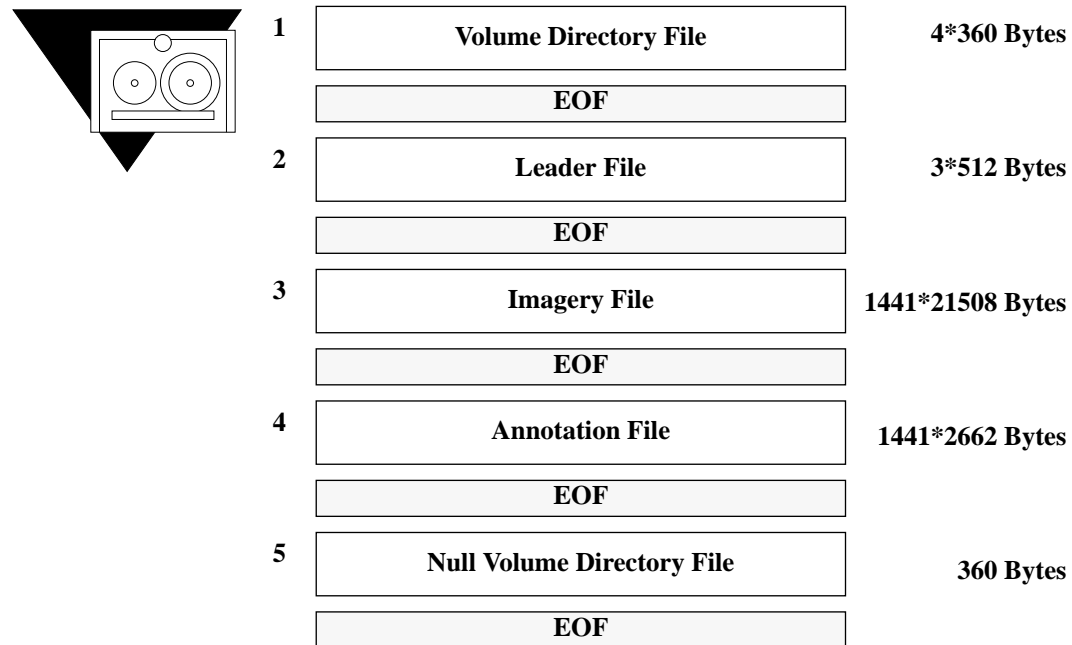 1 Volume Directory File 4*360 Bytes
EOF
2 Leader File 3*512 Bytes
EOF
3 Imagery File 1441*21508 Bytes
EOF
4 Annotation File 1441*2662 Bytes
EOF
5 Null Volume Directory File 360 Bytes
EOF